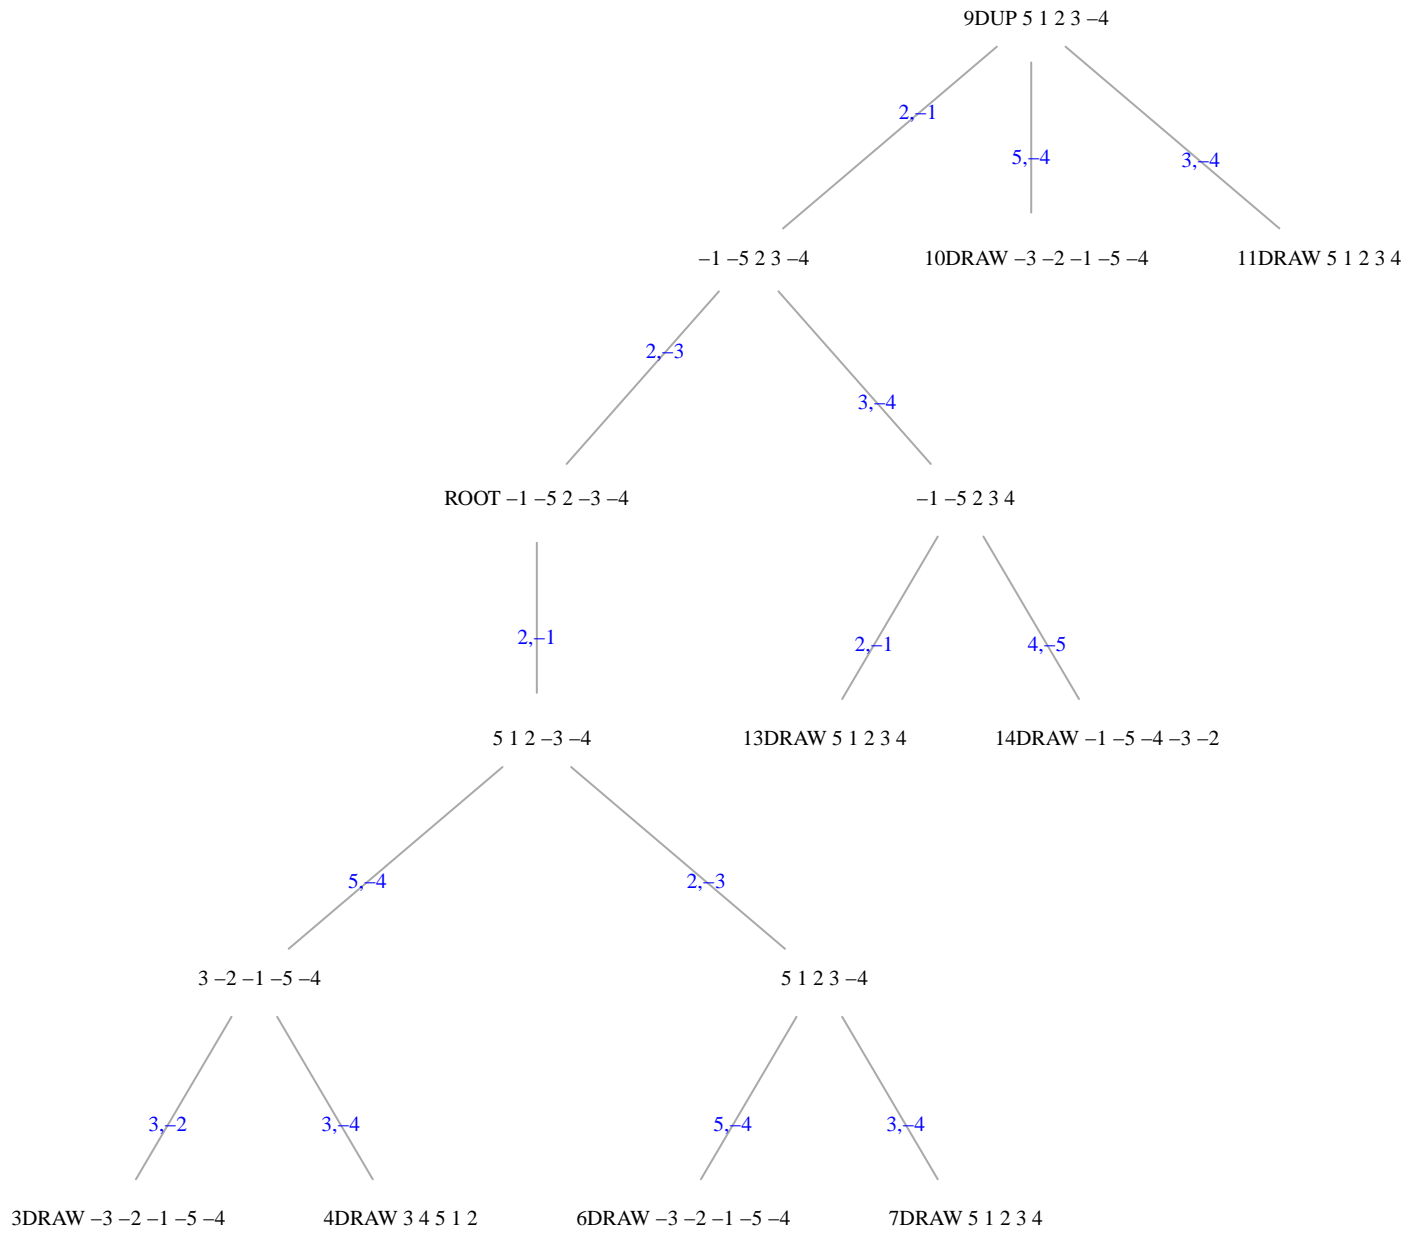 9DUP 5 1 2 3 –4
2,–1
5,–4
3,–4
–1 –5 2 3 –4
10DRAW –3 –2 –1 –5 –4
11DRAW 5 1 2 3 4
2,–3
3,–4
ROOT –1 –5 2 –3 –4
–1 –5 2 3 4
2,–1
2,–1
4,–5
5 1 2 –3 –4
13DRAW 5 1 2 3 4
14DRAW –1 –5 –4 –3 –2
5,–4
2,–3
3 –2 –1 –5 –4
5 1 2 3 –4
3,–2
3,–4
5,–4
3,–4
3DRAW –3 –2 –1 –5 –4
4DRAW 3 4 5 1 2
6DRAW –3 –2 –1 –5 –4
7DRAW 5 1 2 3 4